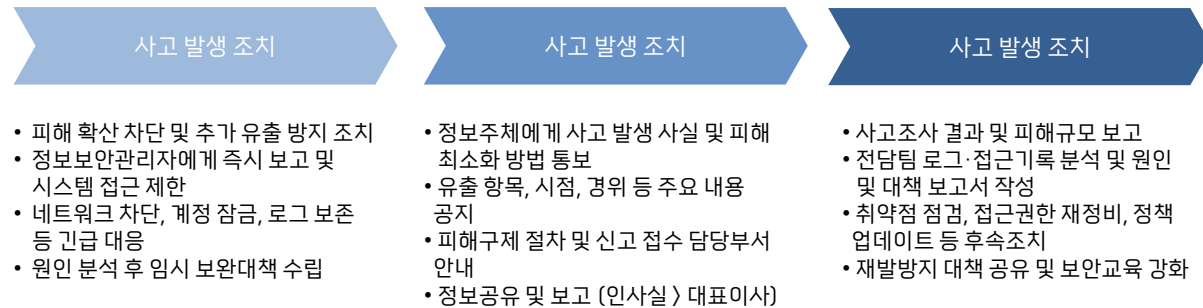 사고 발생 조치
• 피해 확산 차단 및 추가 유출 방지 조치
• 정보보안관리자에게 즉시 보고 및
시스템 접근 제한
• 네트워크 차단, 계정 잠금, 로그 보존
등 긴급 대응
• 원인 분석 후 임시 보완대책 수립
사고 발생 조치
• 정보주체에게 사고 발생 사실 및 피해
최소화 방법 통보
• 유출 항목, 시점, 경위 등 주요 내용
공지
• 피해구제 절차 및 신고 접수 담당부서
안내
• 정보공유 및 보고 (인사실 > 대표이사)
사고 발생 조치
• 사고조사 결과 및 피해규모 보고
• 전담팀 로그·접근기록 분석 및 원인
및 대책 보고서 작성
• 취약점 점검, 접근권한 재정비, 정책
업데이트 등 후속조치
• 재발방지 대책 공유 및 보안교육 강화